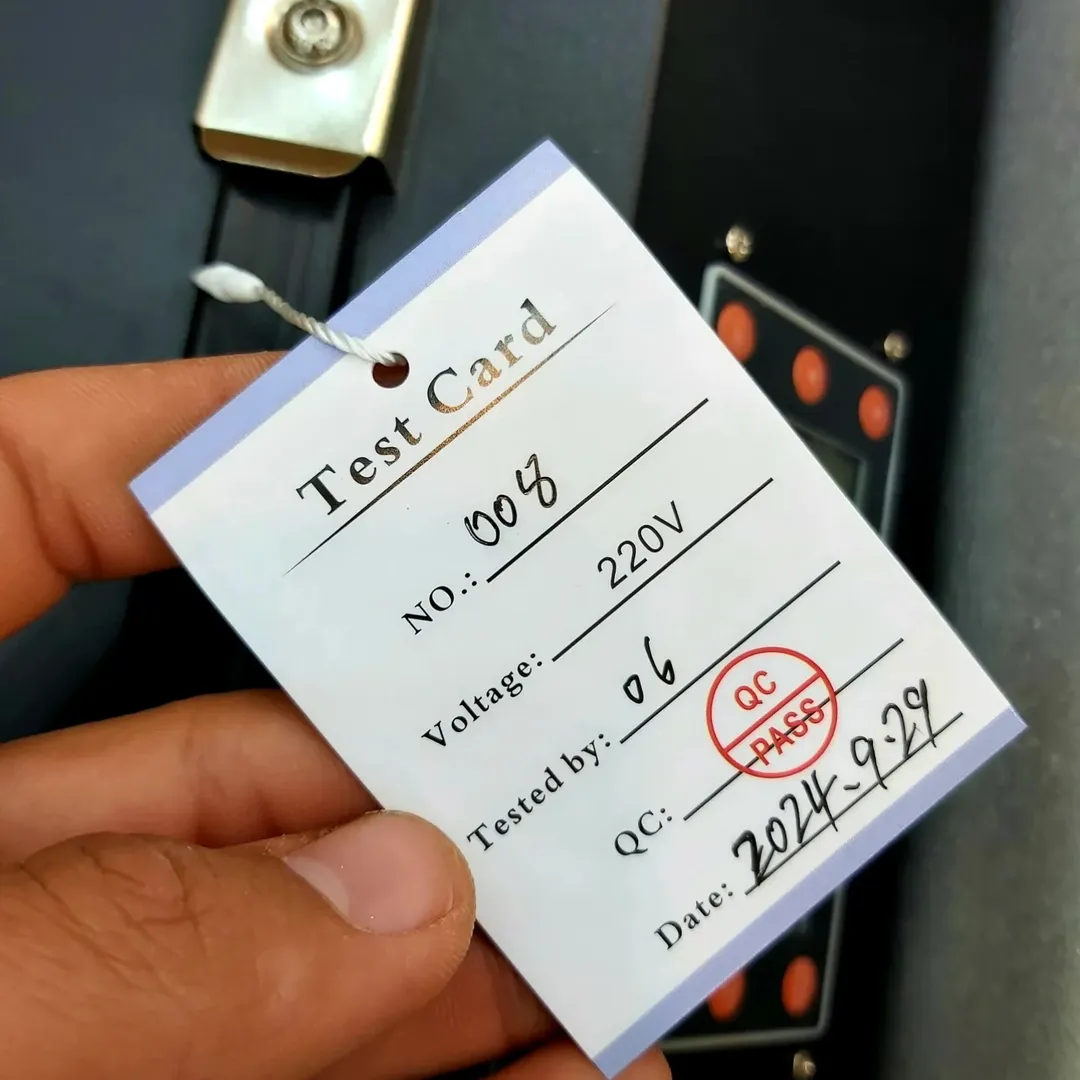 Test Card
NO.: 008
Voltage: 220V
Tested by: 06
QC: QC PASS
Date: 2024.9.29